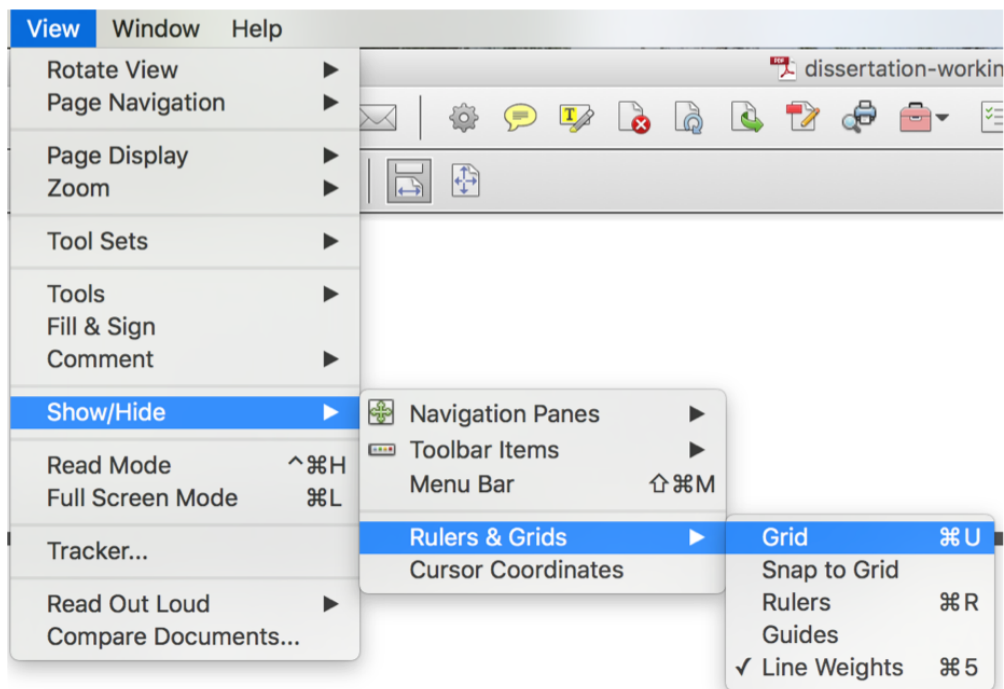 View Window Help
dissertation-workin
Rotate View
Page Navigation
Page Display
Zoom
Tool Sets
Tools
Fill & Sign
Comment
Show/Hide
Read Mode ^⌘H
Full Screen Mode ⌘L
Tracker...
Read Out Loud
Compare Documents...
Navigation Panes
Toolbar Items
Menu Bar ⇧⌘M
Rulers & Grids
Cursor Coordinates
Grid ⌘U
Snap to Grid
Rulers ⌘R
Guides
✓ Line Weights ⌘5